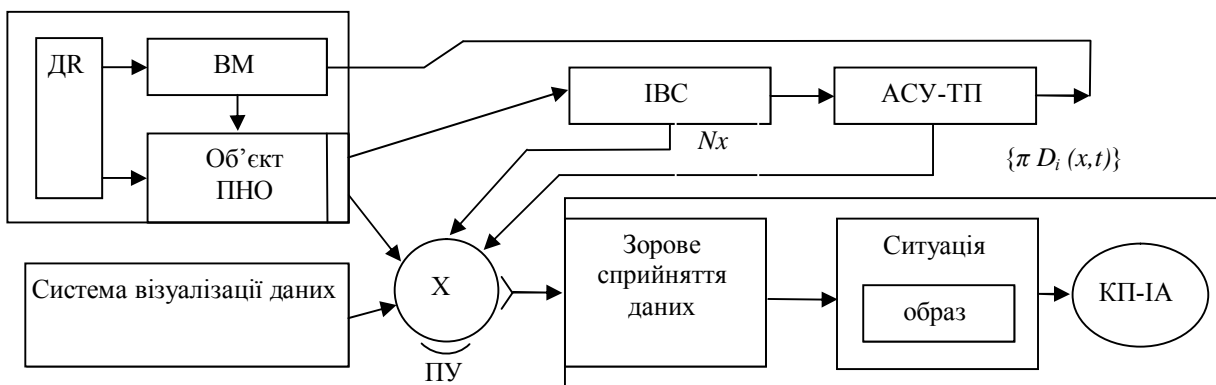 ДR
ВМ
ІВС
АСУ-ТП
Об’єкт
ПНО
Nx
{π Dᵢ (x,t)}
Система візуалізації даних
Х
ПУ
Зорове
сприйняття
даних
Ситуація
образ
КП-ІА